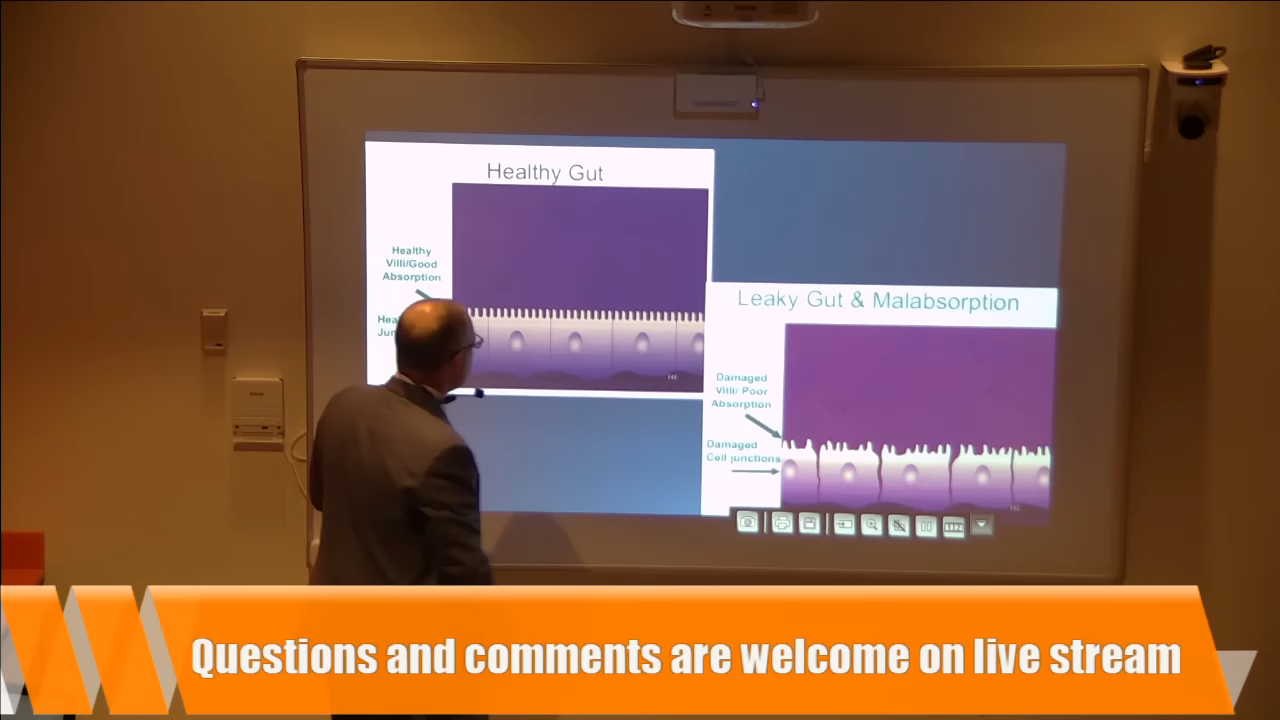 Healthy Gut
Healthy
Villi/Good
Absorption
Leaky Gut & Malabsorption
Damaged
Villi/ Poor
Absorption
Damaged
Cell junctions
Questions and comments are welcome on live stream